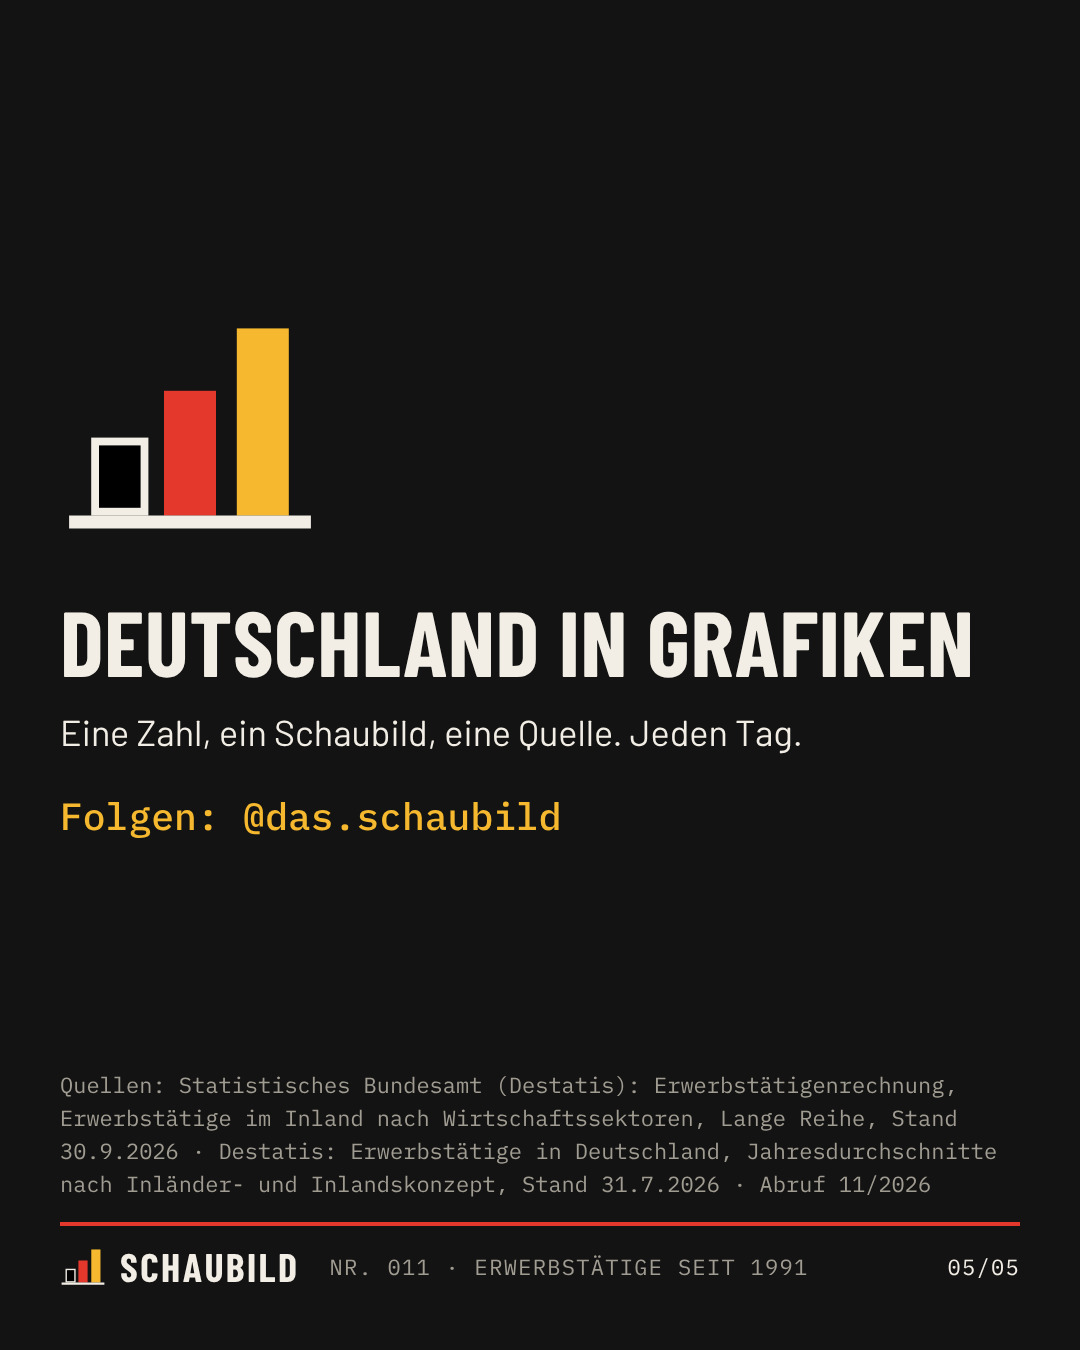 DEUTSCHLAND IN GRAFIKEN
Eine Zahl, ein Schaubild, eine Quelle. Jeden Tag.
Folgen: @das.schaubild
Quellen: Statistisches Bundesamt (Destatis): Erwerbstätigenrechnung,
Erwerbstätige im Inland nach Wirtschaftssektoren, Lange Reihe, Stand
30.9.2026 · Destatis: Erwerbstätige in Deutschland, Jahresdurchschnitte
nach Inländer- und Inlandskonzept, Stand 31.7.2026 · Abruf 11/2026
SCHAUBILD NR. 011 · ERWERBSTÄTIGE SEIT 1991 05/05